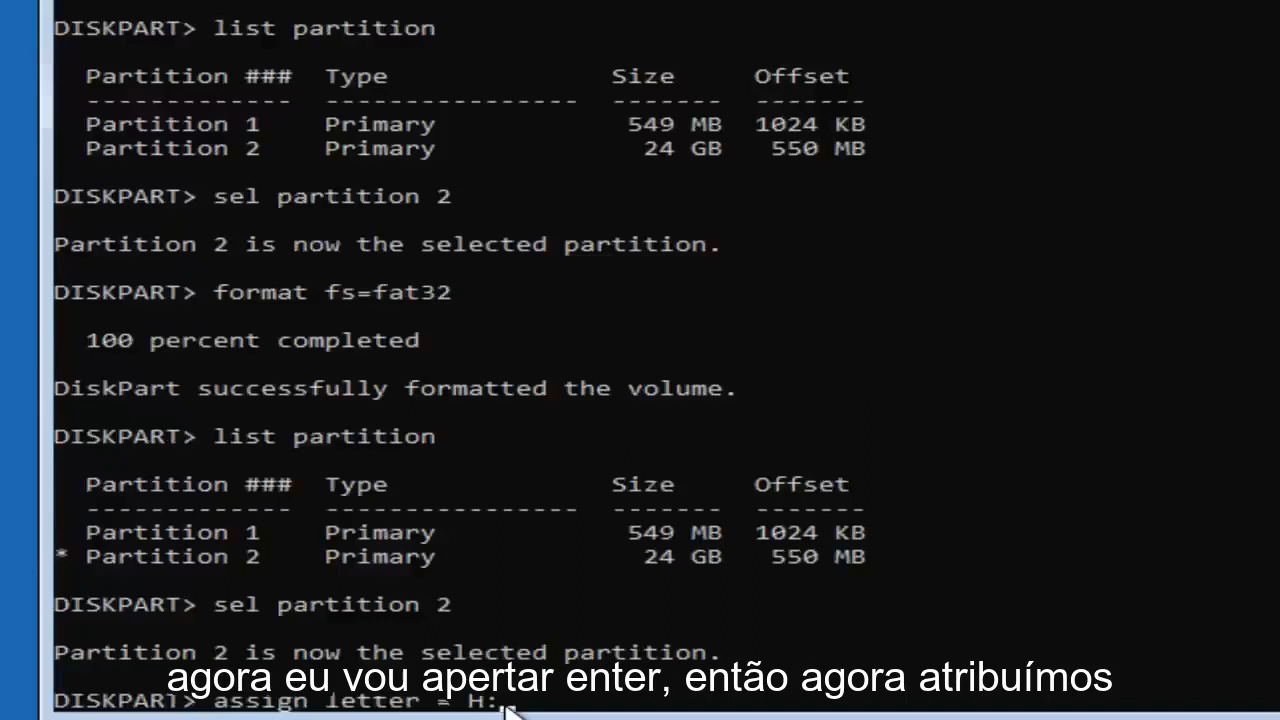 DISKPART> list partition
Partition ### Type Size Offset
------------- ---------------- ------- -------
Partition 1 Primary 549 MB 1024 KB
Partition 2 Primary 24 GB 550 MB
DISKPART> sel partition 2
Partition 2 is now the selected partition.
DISKPART> format fs=fat32
100 percent completed
DiskPart successfully formatted the volume.
DISKPART> list partition
Partition ### Type Size Offset
------------- ---------------- ------- -------
Partition 1 Primary 549 MB 1024 KB
* Partition 2 Primary 24 GB 550 MB
DISKPART> sel partition 2
Partition 2 is now the selected partition.
agora eu vou apertar enter, então agora atribuímos
DISKPART> assign letter = H: